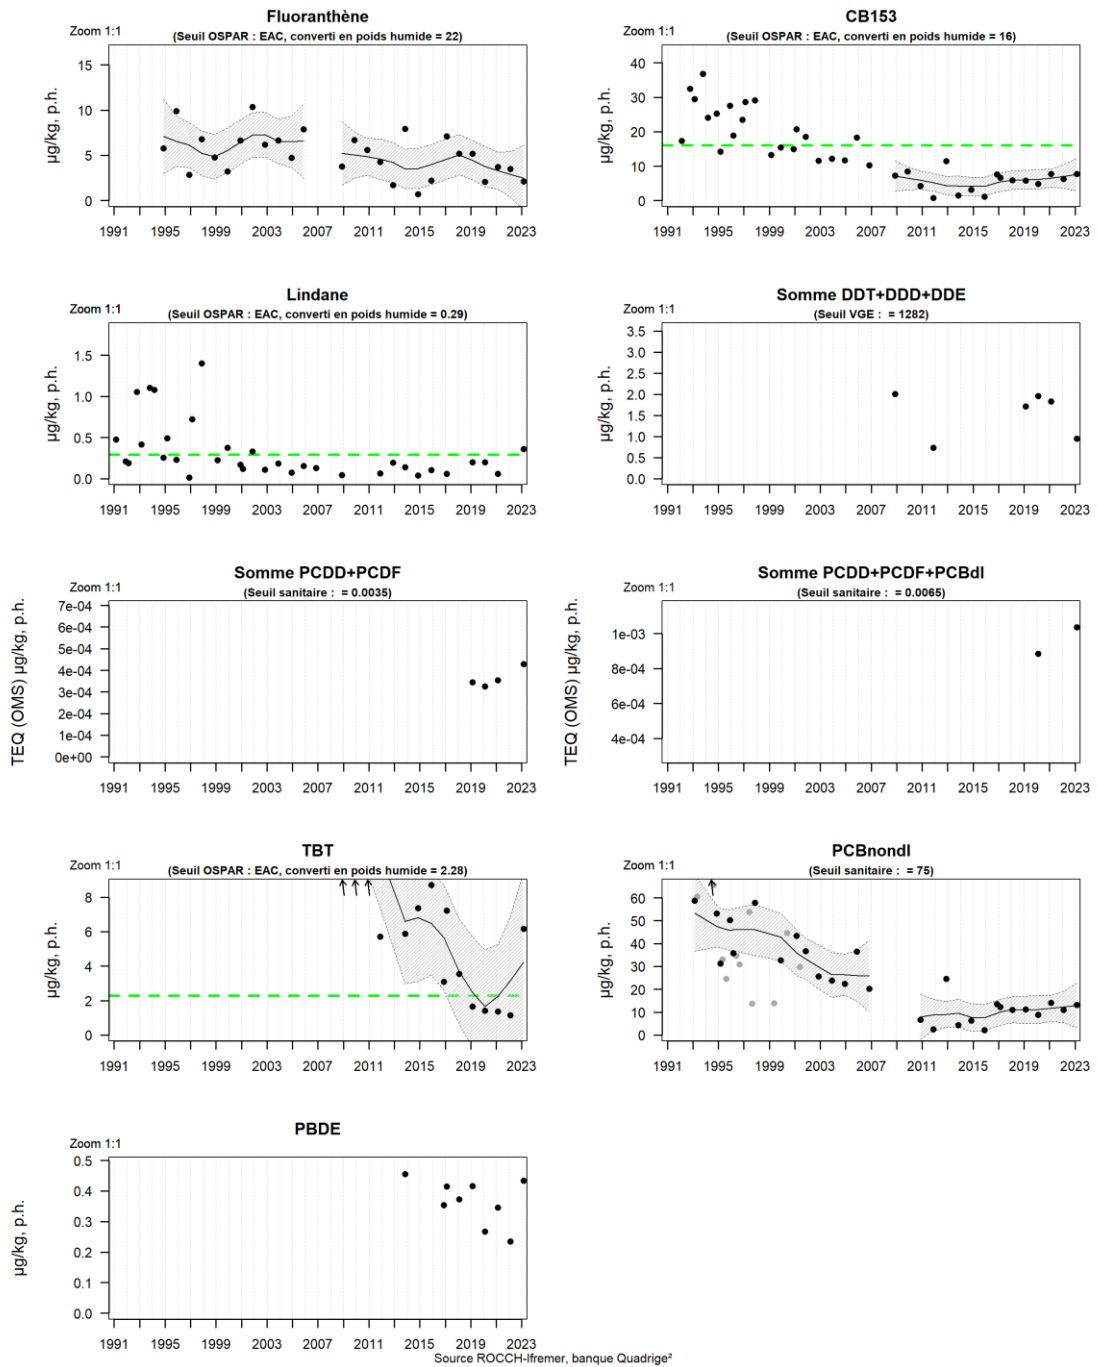 Fluoranthène
Zoom 1:1
(Seuil OSPAR : EAC, converti en poids humide = 22)
µg/kg, p.h.
15
10
5
0
1991 1995 1999 2003 2007 2011 2015 2019 2023
CB153
Zoom 1:1
(Seuil OSPAR : EAC, converti en poids humide = 16)
µg/kg, p.h.
40
30
20
10
0
1991 1995 1999 2003 2007 2011 2015 2019 2023
Lindane
Zoom 1:1
(Seuil OSPAR : EAC, converti en poids humide = 0.29)
µg/kg, p.h.
1.5
1.0
0.5
0.0
1991 1995 1999 2003 2007 2011 2015 2019 2023
Somme DDT+DDD+DDE
Zoom 1:1
(Seuil VGE : = 1282)
µg/kg, p.h.
3.5
3.0
2.5
2.0
1.5
1.0
0.5
0.0
1991 1995 1999 2003 2007 2011 2015 2019 2023
Somme PCDD+PCDF
Zoom 1:1
(Seuil sanitaire : = 0.0035)
TEQ (OMS) µg/kg, p.h.
7e-04
6e-04
5e-04
4e-04
3e-04
2e-04
1e-04
0e+00
1991 1995 1999 2003 2007 2011 2015 2019 2023
Somme PCDD+PCDF+PCBdl
Zoom 1:1
(Seuil sanitaire : = 0.0065)
TEQ (OMS) µg/kg, p.h.
1e-03
8e-04
6e-04
4e-04
1991 1995 1999 2003 2007 2011 2015 2019 2023
TBT
Zoom 1:1
(Seuil OSPAR : EAC, converti en poids humide = 2.28)
µg/kg, p.h.
8
6
4
2
0
1991 1995 1999 2003 2007 2011 2015 2019 2023
PCBnondl
Zoom 1:1
(Seuil sanitaire : = 75)
µg/kg, p.h.
60
50
40
30
20
10
0
1991 1995 1999 2003 2007 2011 2015 2019 2023
PBDE
Zoom 1:1
µg/kg, p.h.
0.5
0.4
0.3
0.2
0.1
0.0
1991 1995 1999 2003 2007 2011 2015 2019 2023
Source ROCCH-Ifremer, banque Quadrige²